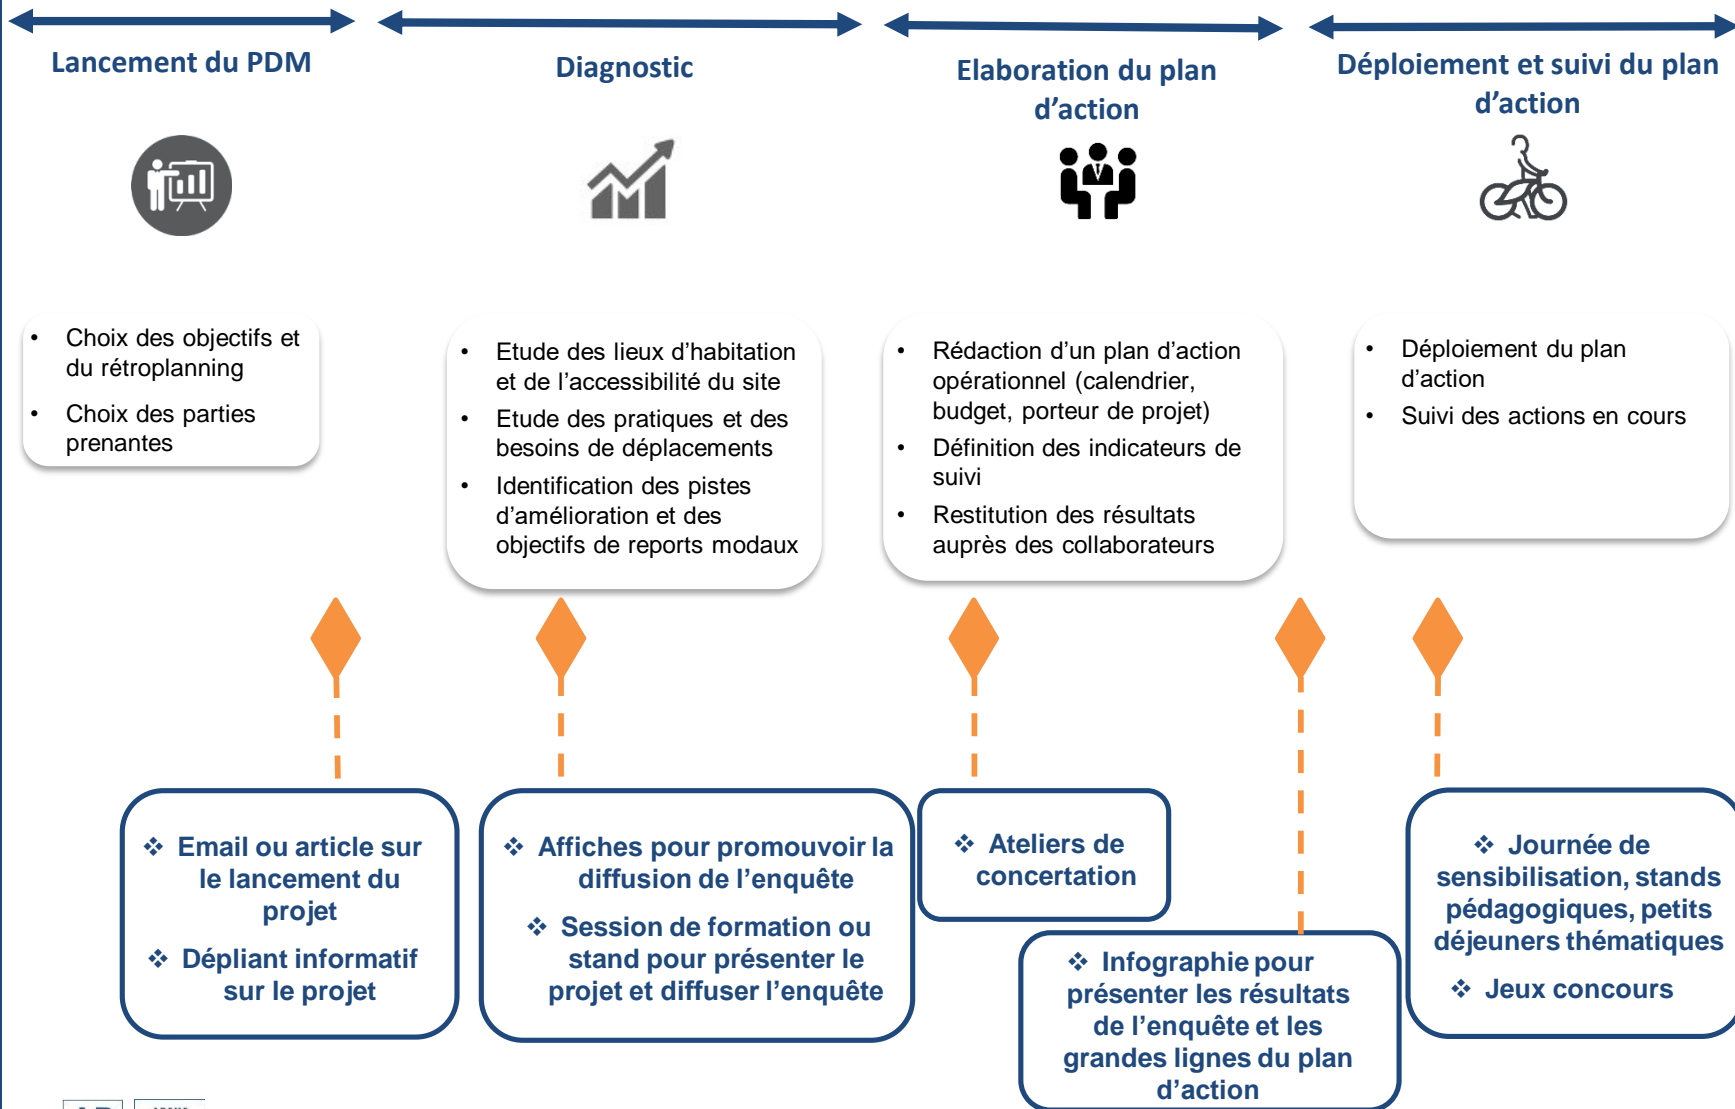 Lancement du PDM
Diagnostic
Elaboration du plan
d’action
Déploiement et suivi du plan
d’action
• Choix des objectifs et
du rétroplanning
• Choix des parties
prenantes
• Etude des lieux d’habitation
et de l’accessibilité du site
• Etude des pratiques et des
besoins de déplacements
• Identification des pistes
d’amélioration et des
objectifs de reports modaux
• Rédaction d’un plan d’action
opérationnel (calendrier,
budget, porteur de projet)
• Définition des indicateurs de
suivi
• Restitution des résultats
auprès des collaborateurs
• Déploiement du plan
d’action
• Suivi des actions en cours
❖ Email ou article sur
le lancement du
projet
❖ Dépliant informatif
sur le projet
❖ Affiches pour promouvoir la
diffusion de l’enquête
❖ Session de formation ou
stand pour présenter le
projet et diffuser l’enquête
❖ Ateliers de
concertation
❖ Infographie pour
présenter les résultats
de l’enquête et les
grandes lignes du plan
d’action
❖ Journée de
sensibilisation, stands
pédagogiques, petits
déjeuners thématiques
❖ Jeux concours